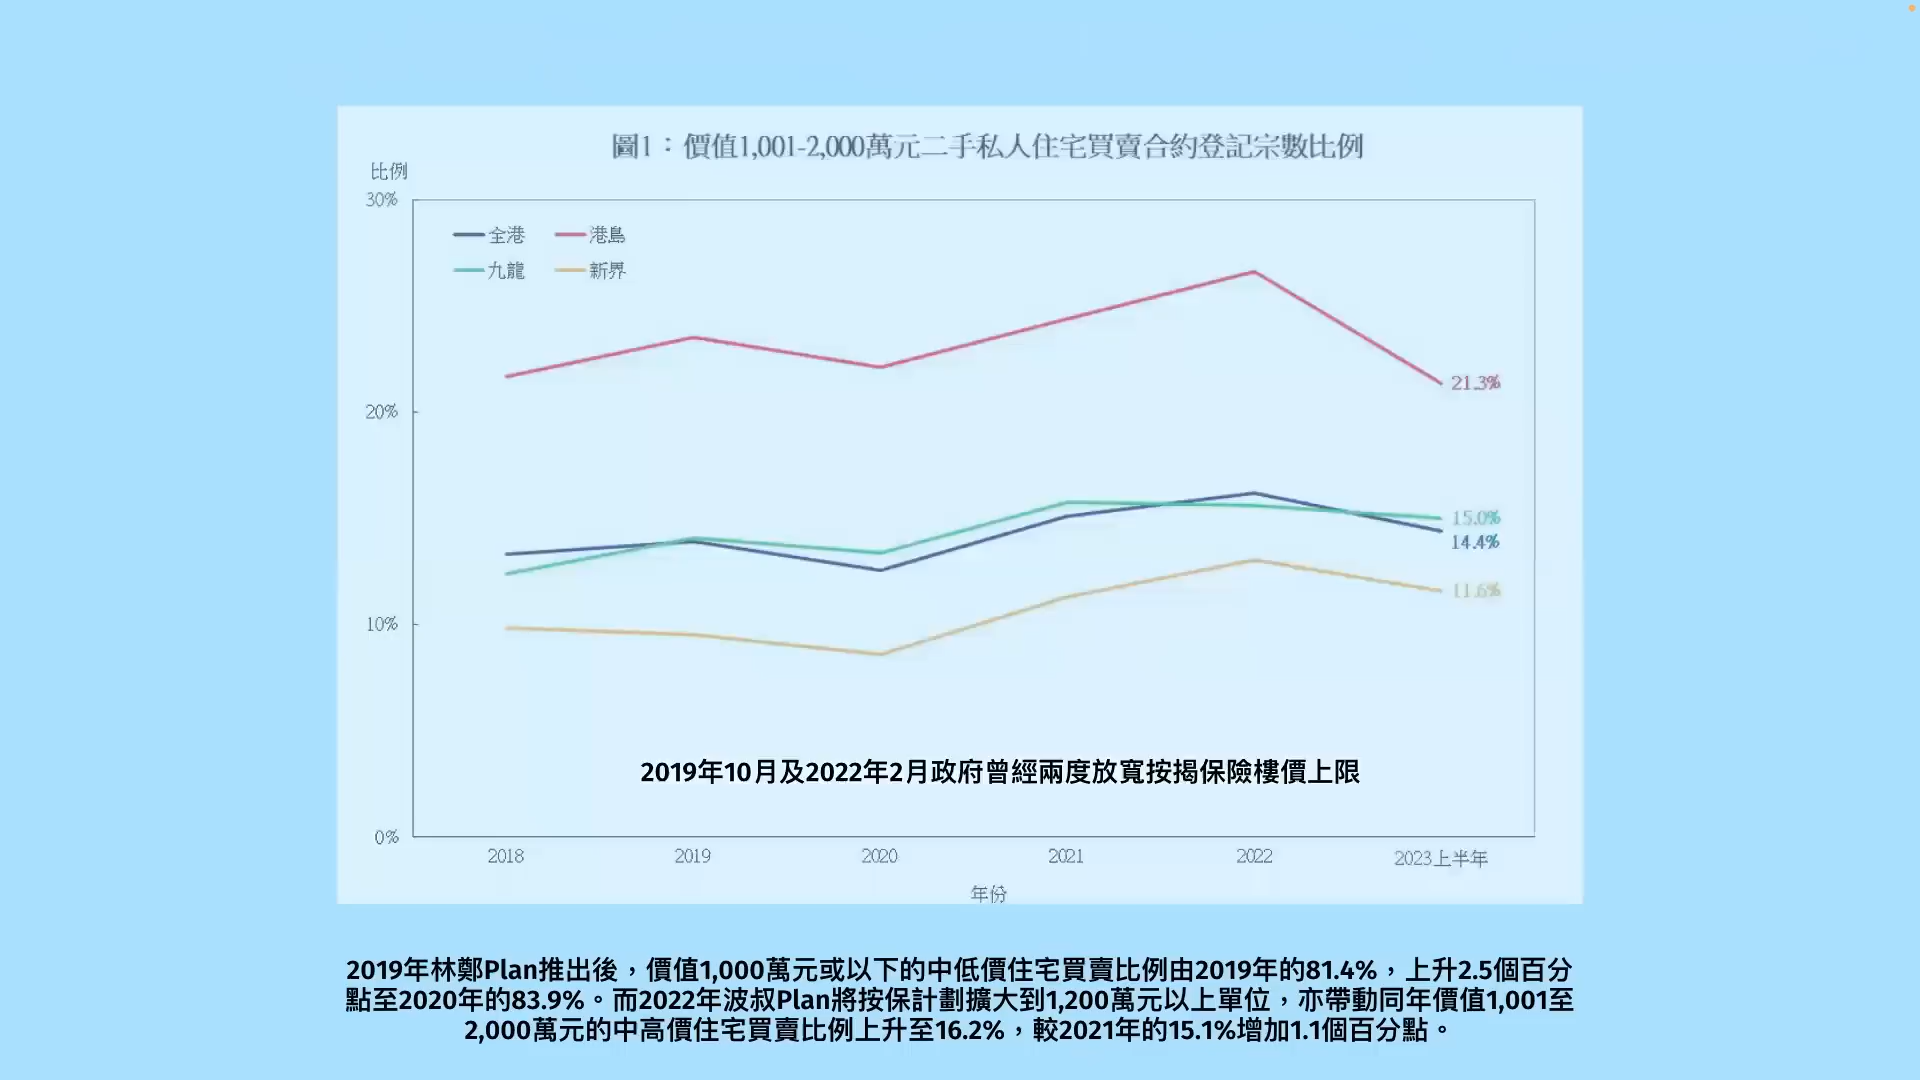 圖1：價值1,001-2,000萬元二手私人住宅買賣合約登記宗數比例
比例
30%
全港
港島
九龍
新界
21.3%
20%
15.0%
14.4%
11.6%
10%
2019年10月及2022年2月政府曾經兩度放寬按揭保險樓價上限
0%
2018
2019
2020
2021
2022
2023上半年
年份
2019年林鄭Plan推出後，價值1,000萬元或以下的中低價住宅買賣比例由2019年的81.4%，上升2.5個百分
點至2020年的83.9%。而2022年波叔Plan將按保計劃擴大到1,200萬元以上單位，亦帶動同年價值1,001至
2,000萬元的中高價住宅買賣比例上升至16.2%，較2021年的15.1%增加1.1個百分點。